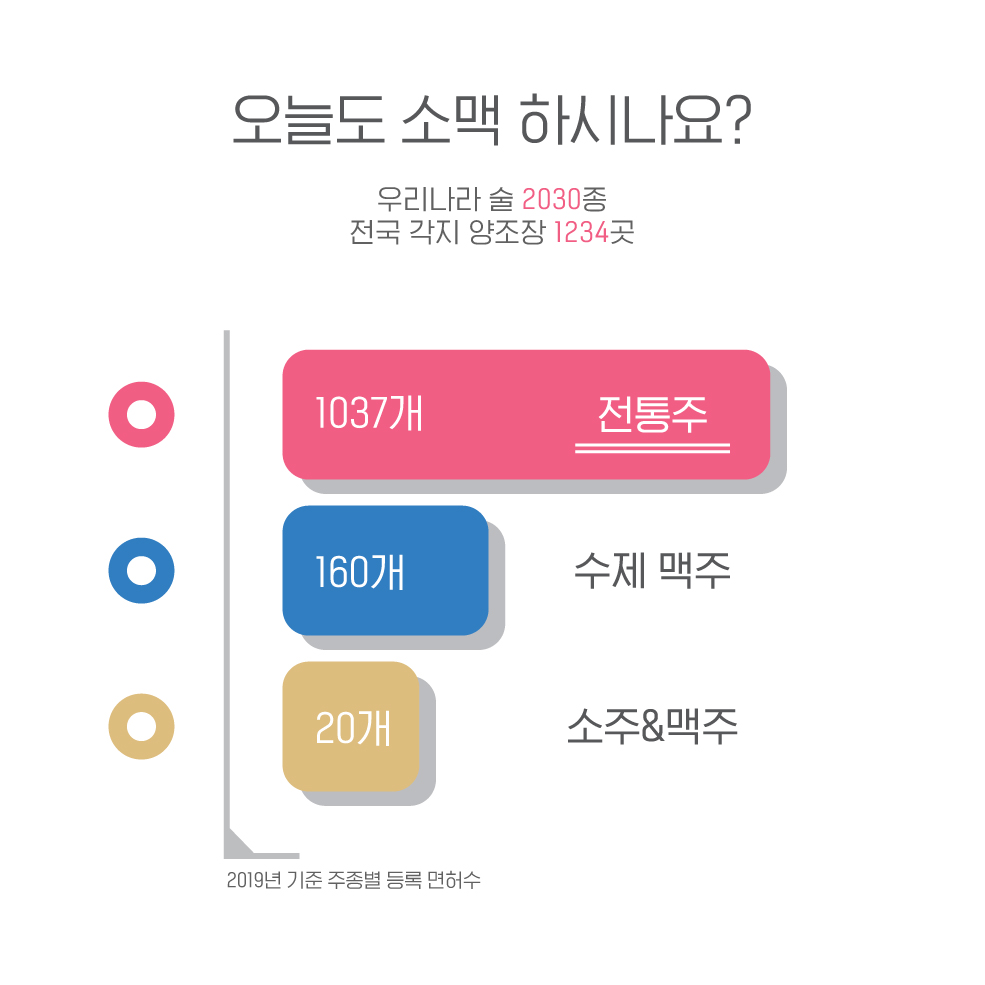 오늘도 소맥 하시나요?
우리나라 술 2030종
전국 각지 양조장 1234곳
1037개 전통주
160개 수제 맥주
20개 소주&맥주
2019년 기준 주종별 등록 면허수